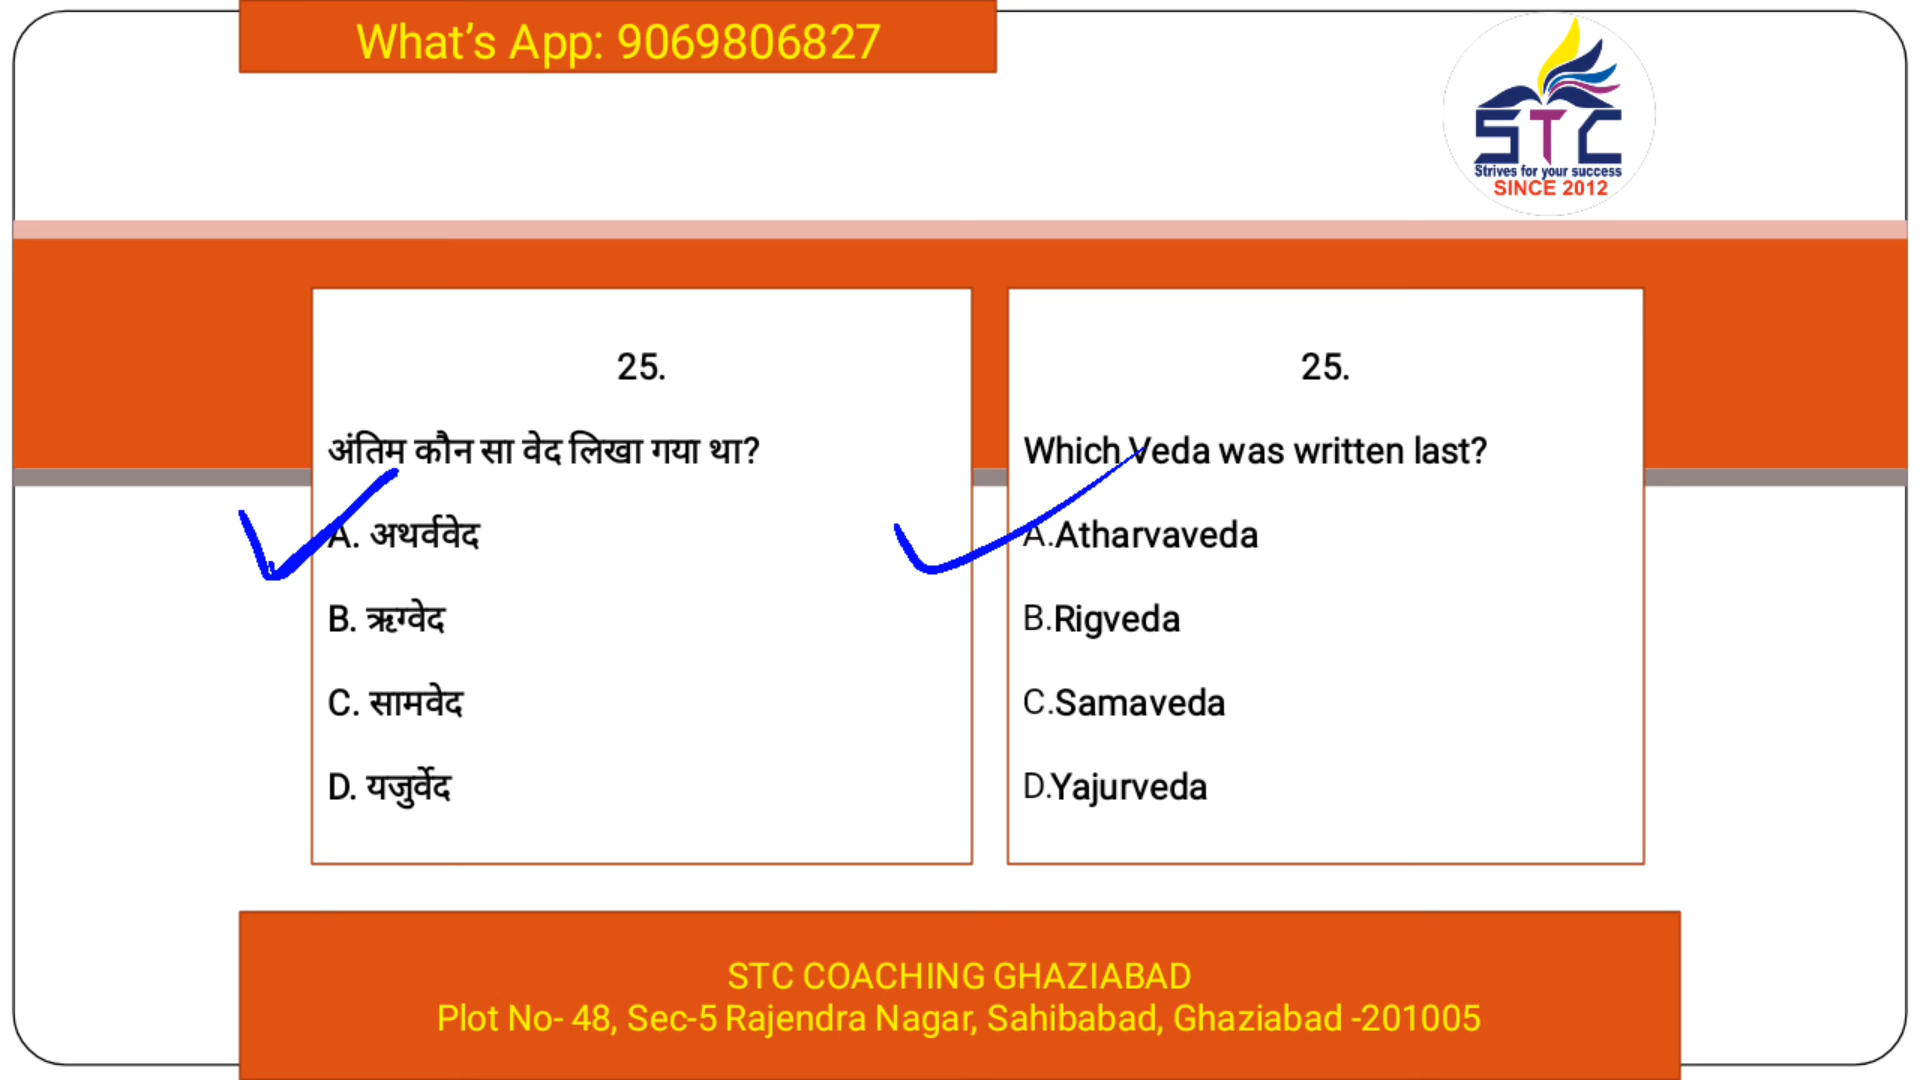 What’s App: 9069806827
STC
Strives for your success
SINCE 2012
25.
अंतिम कौन सा वेद लिखा गया था?
A. अथर्ववेद
B. ऋग्वेद
C. सामवेद
D. यजुर्वेद
25.
Which Veda was written last?
A.Atharvaveda
B.Rigveda
C.Samaveda
D.Yajurveda
STC COACHING GHAZIABAD
Plot No- 48, Sec-5 Rajendra Nagar, Sahibabad, Ghaziabad -201005